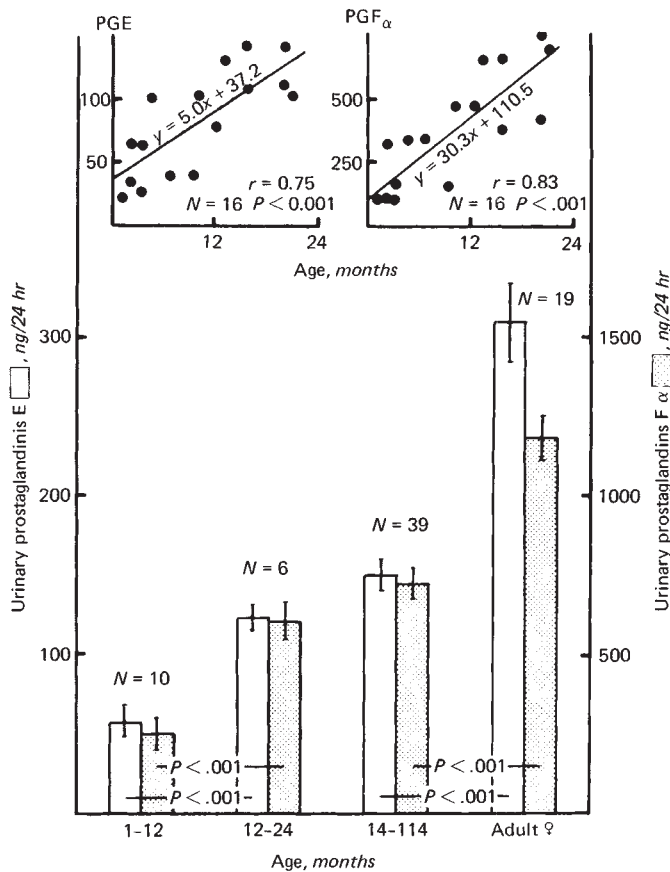 PGE
PGFα
100
50
y = 5.0x + 37.2
r = 0.75
N = 16 P < 0.001
12
24
500
250
y = 30.3x + 110.5
r = 0.83
N = 16 P < .001
12
24
Age, months
Urinary prostaglandinis E , ng/24 hr
300
200
100
Urinary prostaglandins F α , ng/24 hr
1500
1000
500
N = 10
N = 6
N = 39
N = 19
P < .001
P < .001
P < .001
P < .001
1–12
12–24
14–114
Adult ♀
Age, months